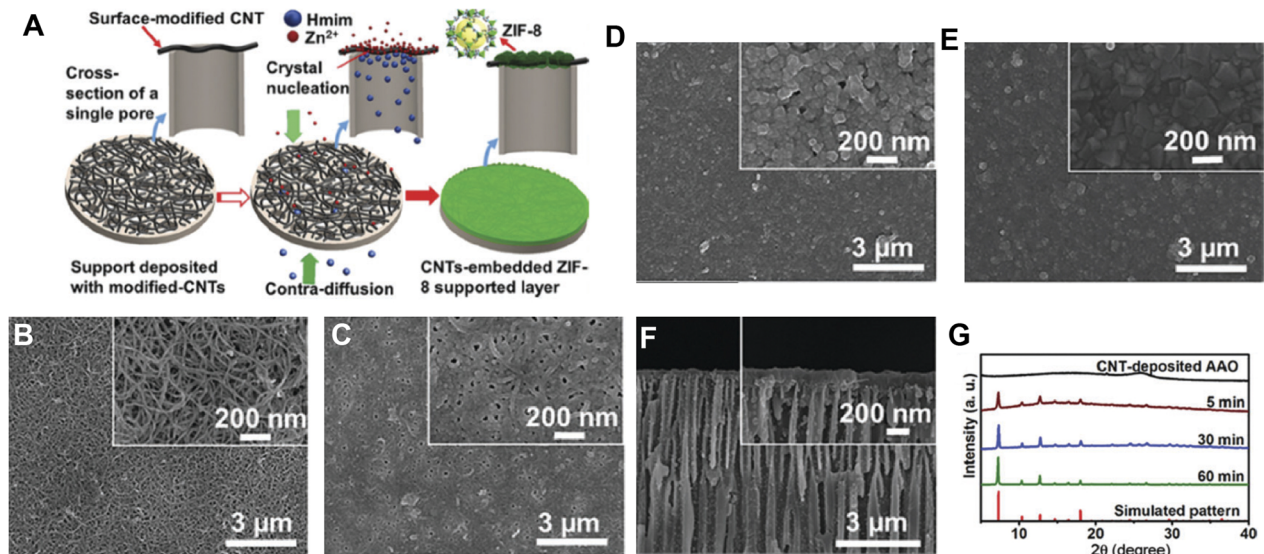 A
Surface-modified CNT
Hmim
Zn2+
ZIF-8
Cross-
section of a
single pore
Crystal
nucleation
Support deposited
with modified-CNTs
Contra-diffusion
CNTs-embedded ZIF-
8 supported layer
B
200 nm
3 µm
C
200 nm
3 µm
D
200 nm
3 µm
E
200 nm
3 µm
F
200 nm
3 µm
G
Intensity (a. u.)
CNT-deposited AAO
5 min
30 min
60 min
Simulated pattern
10 20 30 40
2θ (degree)